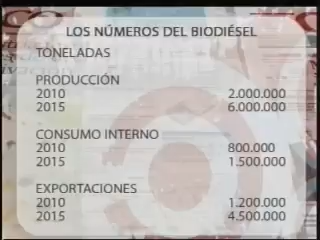 LOS NÚMEROS DEL BIODIÉSEL
TONELADAS
PRODUCCIÓN
2010 2.000.000
2015 6.000.000
CONSUMO INTERNO
2010 800.000
2015 1.500.000
EXPORTACIONES
2010 1.200.000
2015 4.500.000